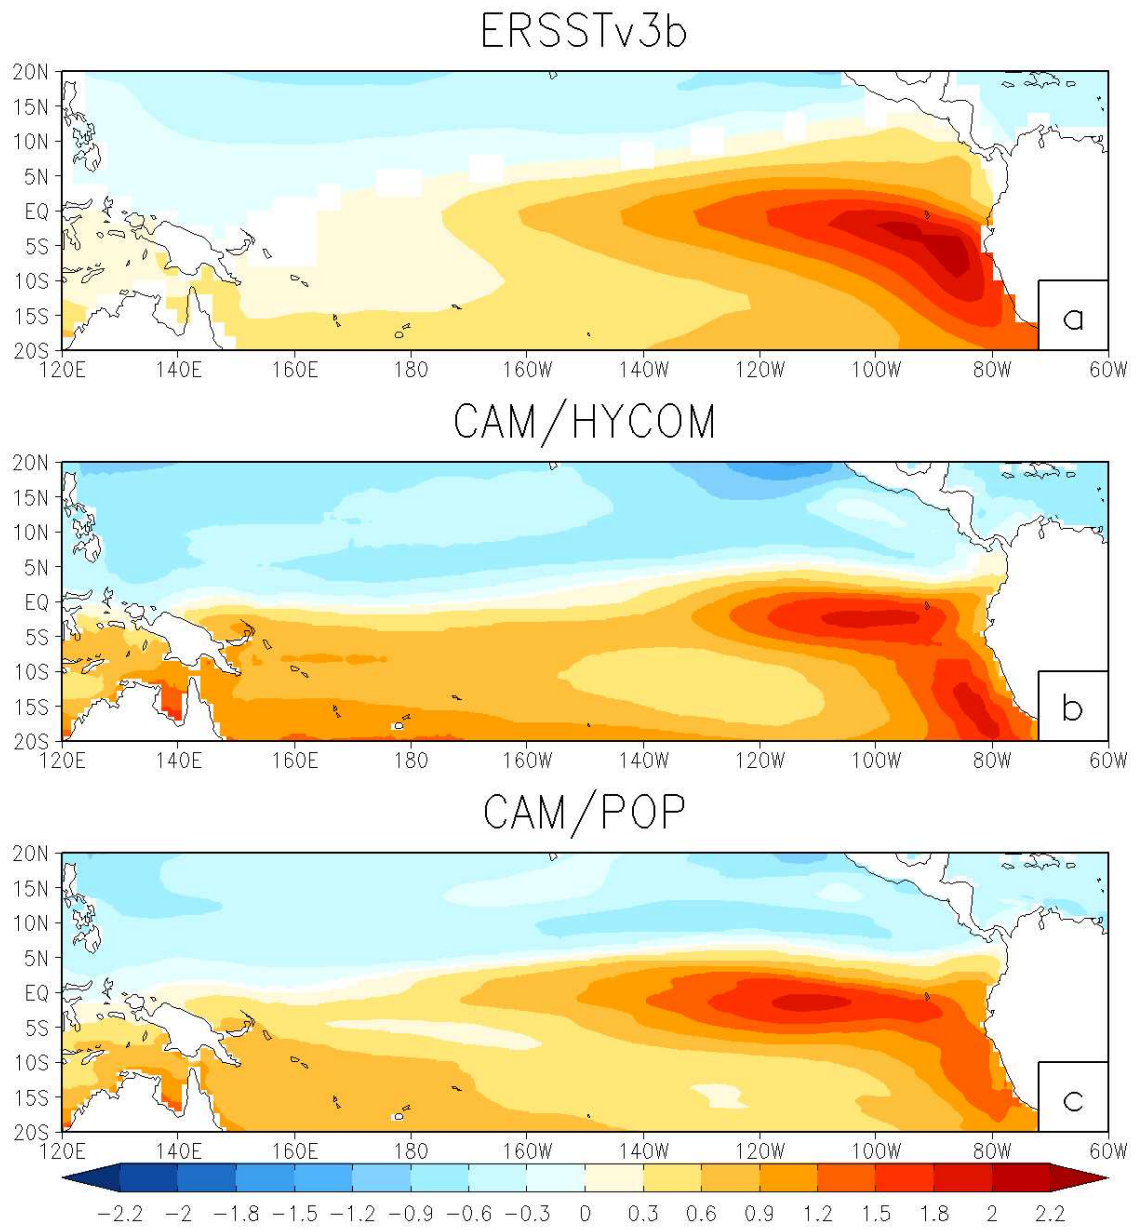 ERSSTv3b
20N
15N
10N
5N
EQ
5S
10S
15S
20S
a
120E 140E 160E 180 160W 140W 120W 100W 80W 60W
CAM/HYCOM
20N
15N
10N
5N
EQ
5S
10S
15S
20S
b
120E 140E 160E 180 160W 140W 120W 100W 80W 60W
CAM/POP
20N
15N
10N
5N
EQ
5S
10S
15S
20S
c
120E 140E 160E 180 160W 140W 120W 100W 80W 60W
−2.2 −2 −1.8 −1.5 −1.2 −0.9 −0.6 −0.3 0 0.3 0.6 0.9 1.2 1.5 1.8 2 2.2